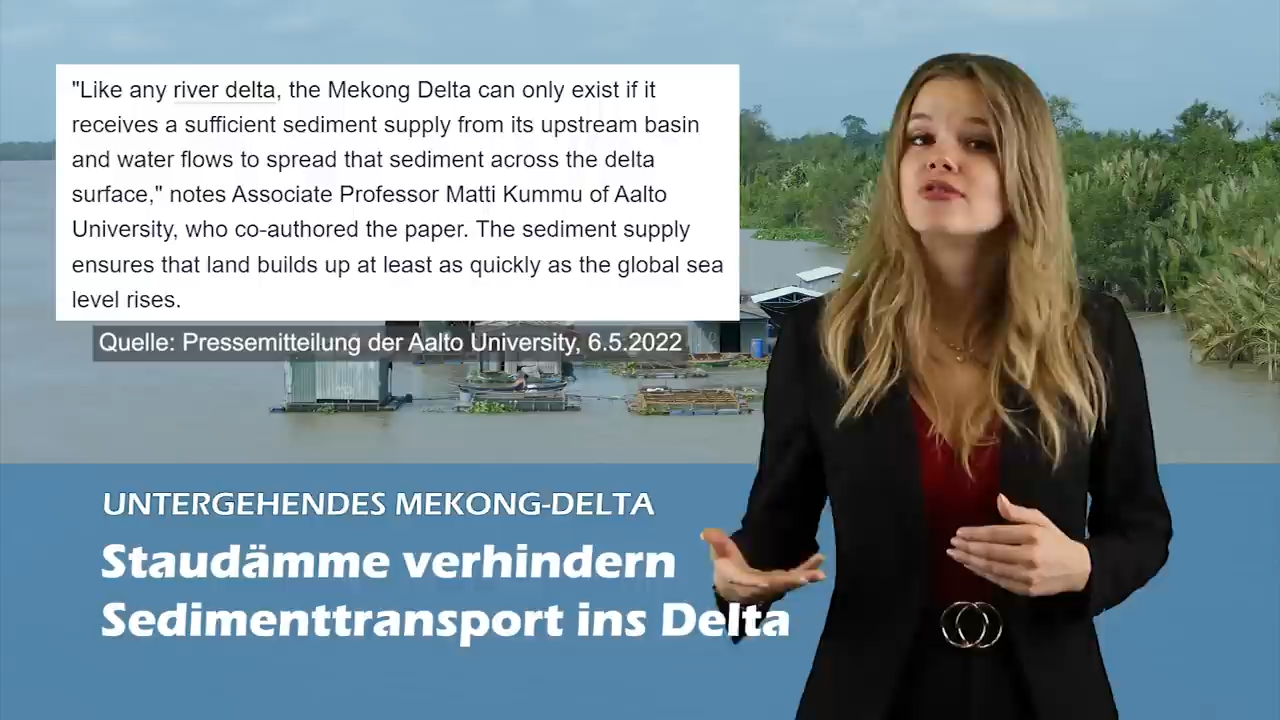 "Like any river delta, the Mekong Delta can only exist if it
receives a sufficient sediment supply from its upstream basin
and water flows to spread that sediment across the delta
surface," notes Associate Professor Matti Kummu of Aalto
University, who co-authored the paper. The sediment supply
ensures that land builds up at least as quickly as the global sea
level rises.
Quelle: Pressemitteilung der Aalto University, 6.5.2022
UNTERGEHENDES MEKONG-DELTA
Staudämme verhindern
Sedimenttransport ins Delta